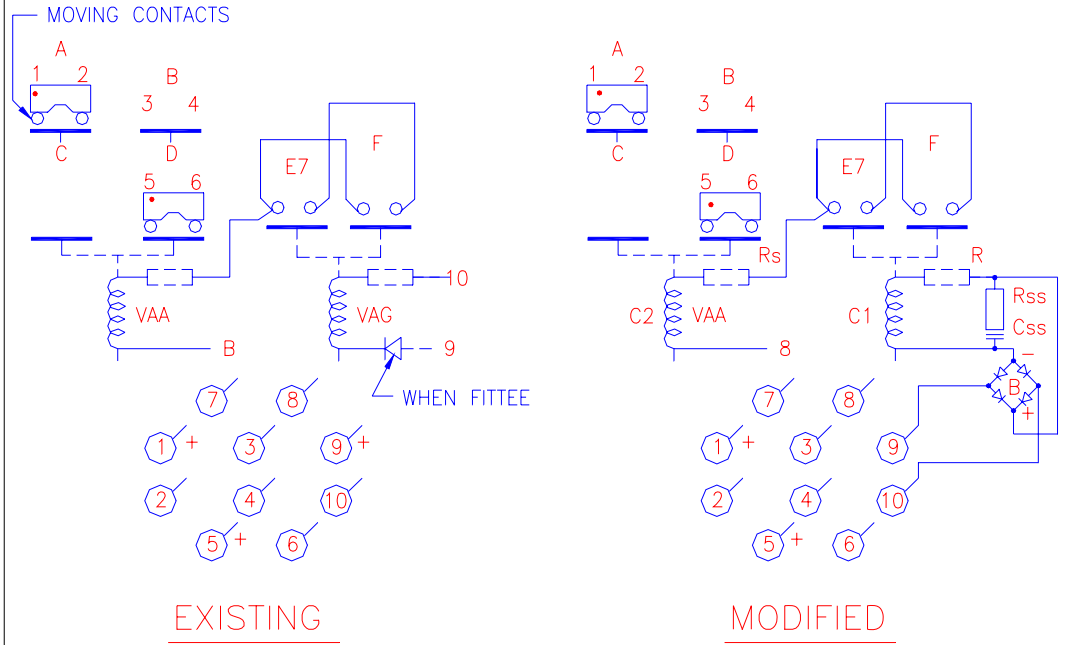 MOVING CONTACTS
A
1 2
B
3 4
C
D
5 6
E7
F
10
VAA
VAG
B
9
WHEN FITTEE
7
8
1 +
3
9 +
2
4
10
5 +
6
EXISTING
A
1 2
B
3 4
C
D
5 6
E7
F
Rs
R
Rss
Css
C2 VAA
C1
8
-
B
+
7
8
1 +
3
9
2
4
10
5 +
6
MODIFIED